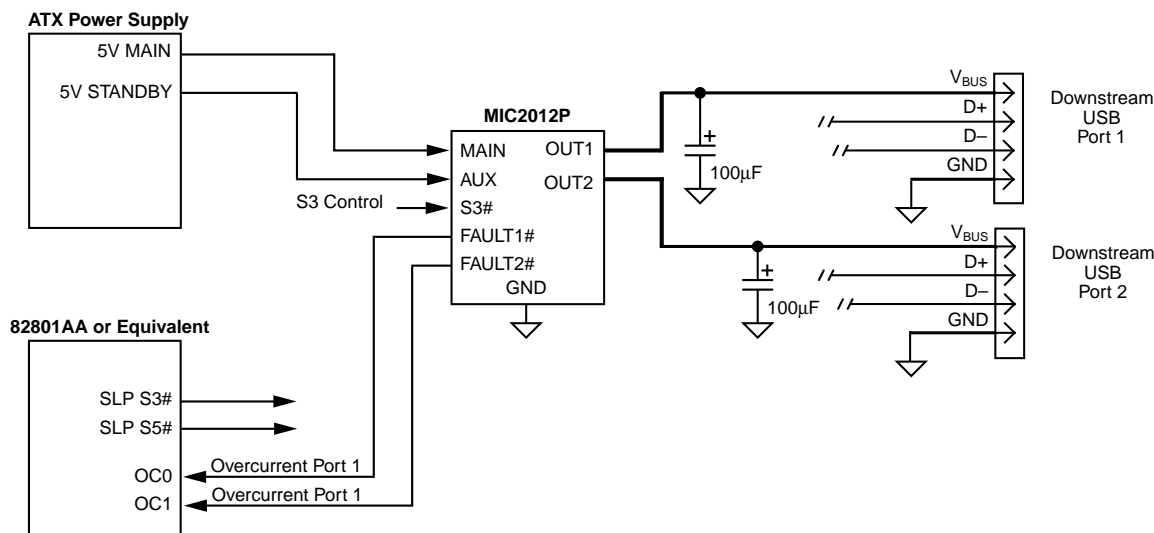 ATX Power Supply
5V MAIN
5V STANDBY
MIC2012P
MAIN
AUX
S3#
FAULT1#
FAULT2#
GND
OUT1
OUT2
S3 Control
+
100μF
+
100μF
VBUS
D+
D–
GND
Downstream
USB
Port 1
VBUS
D+
D–
GND
Downstream
USB
Port 2
82801AA or Equivalent
SLP S3#
SLP S5#
OC0
OC1
Overcurrent Port 1
Overcurrent Port 1